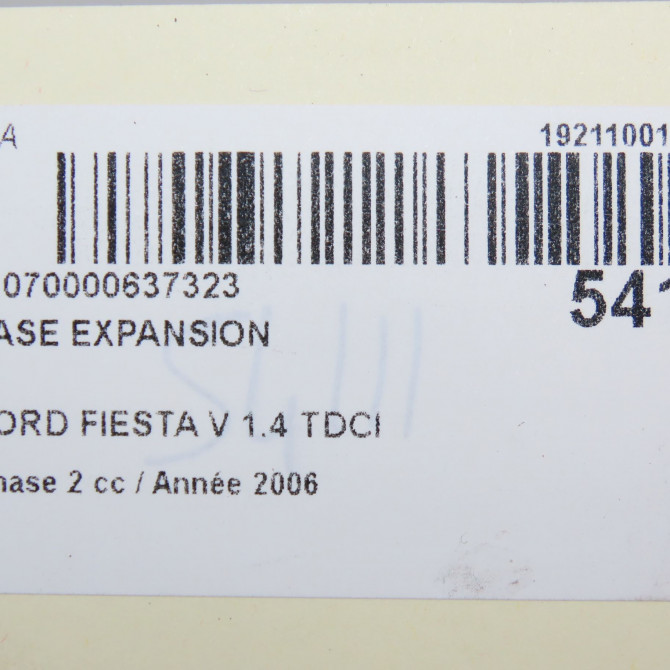 A 19211001
070000637323
541
ASE EXPANSION
ORD FIESTA V 1.4 TDCI
hase 2 cc / Année 2006